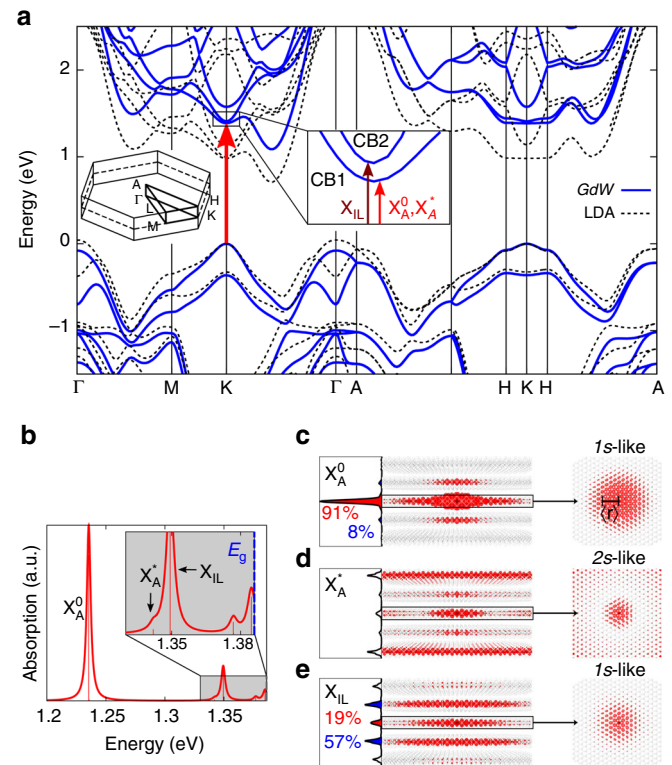 a
2
1
0
−1
Energy (eV)
A
Γ
L
M
H
K
CB2
CB1
X_IL
X_A^0,X_A^*
GdW
LDA
Γ
M
K
Γ
A
H
K
H
A
b
Absorption (a.u.)
X_A^0
X_A^*
X_IL
E_g
1.35
1.38
1.2
1.25
1.3
1.35
Energy (eV)
c
X_A^0
91%
8%
1s-like
⟨r⟩
d
X_A^*
2s-like
e
X_IL
19%
57%
1s-like